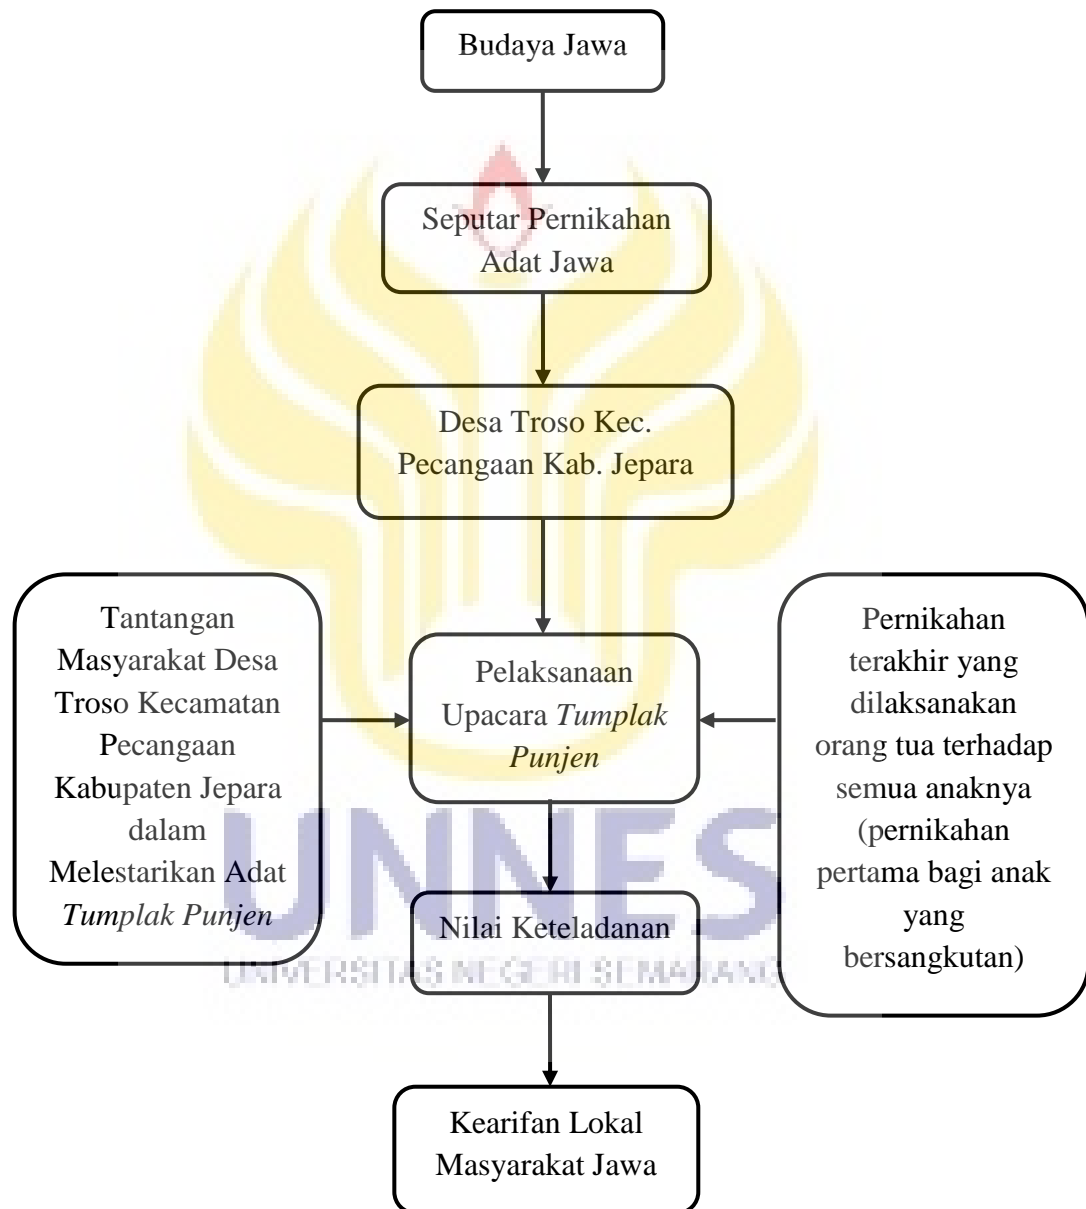 Budaya Jawa
Seputar Pernikahan
Adat Jawa
Desa Troso Kec.
Pecangaan Kab. Jepara
Tantangan
Masyarakat Desa
Troso Kecamatan
Pecangaan
Kabupaten Jepara
dalam
Melestarikan Adat
Tumplak Punjen
Pelaksanaan
Upacara Tumplak
Punjen
Pernikahan
terakhir yang
dilaksanakan
orang tua terhadap
semua anaknya
(pernikahan
pertama bagi anak
yang
bersangkutan)
UNNES
Nilai Keteladanan
UNIVERSITAS NEGERI SEMARANG
Kearifan Lokal
Masyarakat Jawa